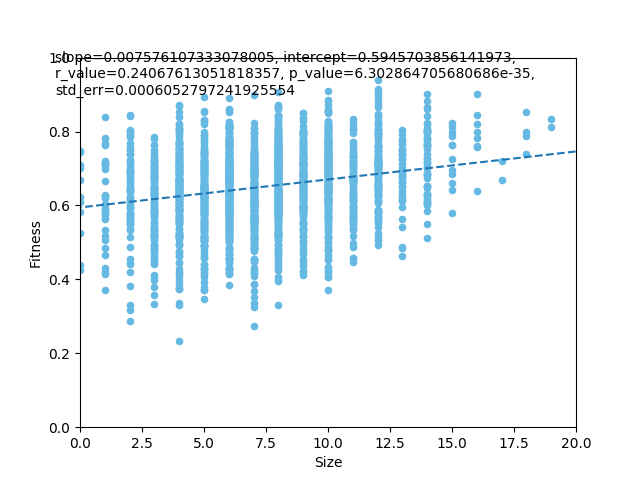 slope=0.007576107333078005, intercept=0.5945703856141973,
r_value=0.24067613051818357, p_value=6.302864705680686e-35,
std_err=0.0006052797241925554
1.0
0.8
0.6
0.4
0.2
0.0
Fitness
0.0 2.5 5.0 7.5 10.0 12.5 15.0 17.5 20.0
Size